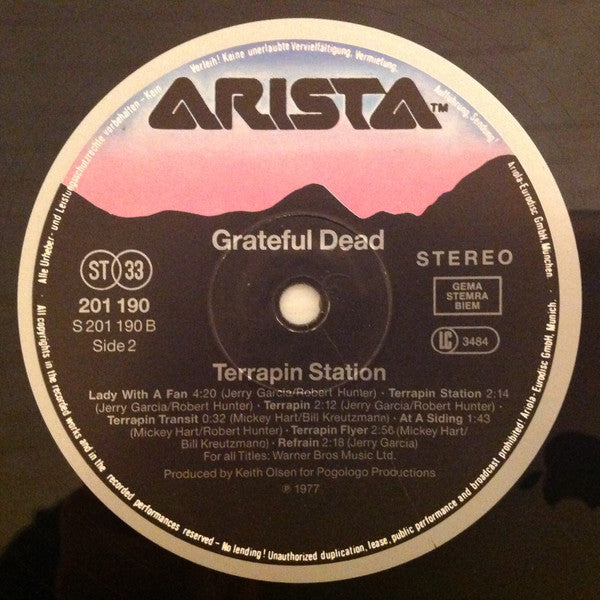 Alle Urheber- und Leistungsschutzrechte vorbehalten - Kein Verleih! Keine unerlaubte Vervielfältigung, Vermietung, Aufführung, Sendung!
ARISTA™
Grateful Dead
ST 33
STEREO
201 190
S 201 190 B
Side 2
GEMA
STEMRA
BIEM
LC 3484
Terrapin Station
Lady With A Fan 4:20 (Jerry Garcia/Robert Hunter) · Terrapin Station 2:14
(Jerry Garcia/Robert Hunter) · Terrapin 2:12 (Jerry Garcia/Robert Hunter) ·
Terrapin Transit 0:32 (Mickey Hart/Bill Kreutzmann) · At A Siding 1:43
(Mickey Hart/Robert Hunter) · Terrapin Flyer 2:56 (Mickey Hart/
Bill Kreutzmann) · Refrain 2:18 (Jerry Garcia)
For all Titles: Warner Bros Music Ltd.
Produced by Keith Olsen for Pogologo Productions
℗ 1977
Ariola-Eurodisc GmbH, München.
Ariola-Eurodisc GmbH, Munich.
All copyrights in the recorded works and in the recorded performances reserved - No lending! Unauthorized duplication, lease, public performance and broadcast prohibited!